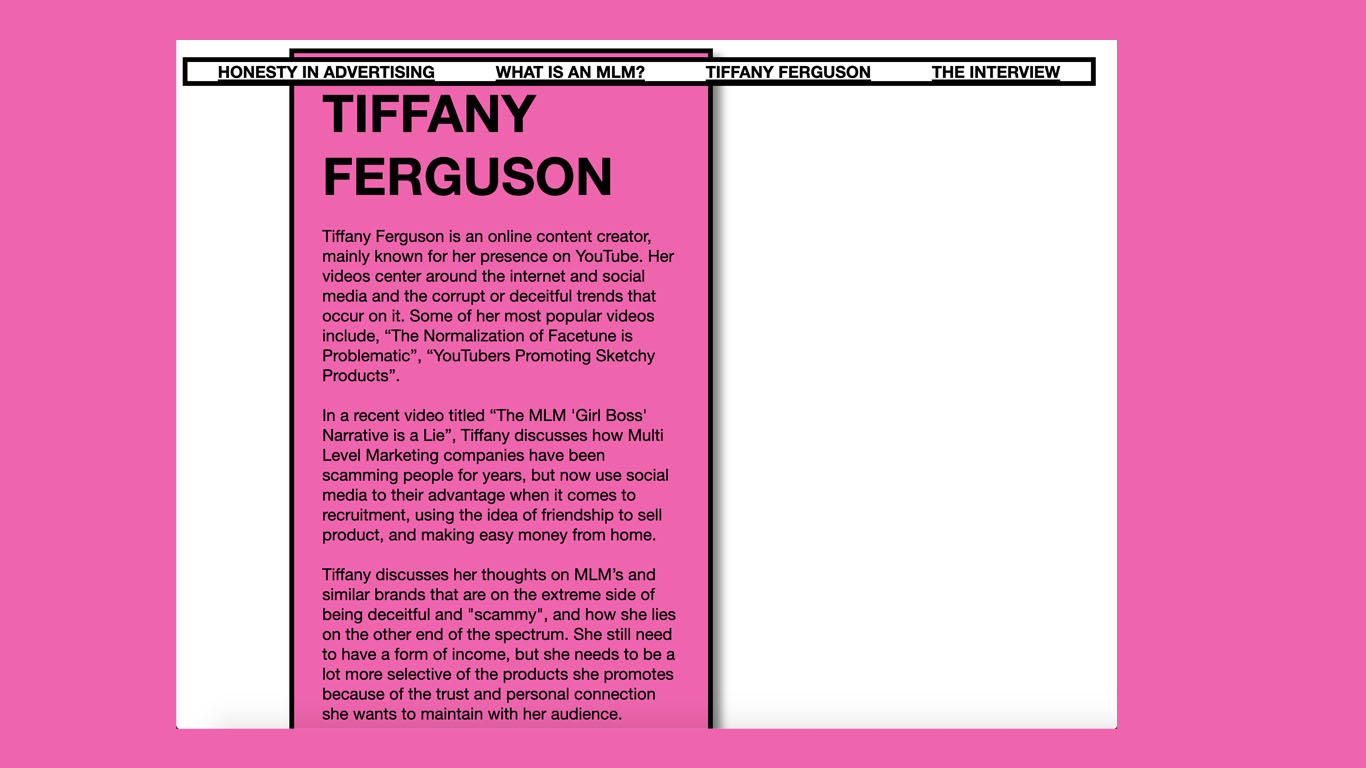 HONESTY IN ADVERTISING WHAT IS AN MLM? TIFFANY FERGUSON THE INTERVIEW
TIFFANY
FERGUSON
Tiffany Ferguson is an online content creator,
mainly known for her presence on YouTube. Her
videos center around the internet and social
media and the corrupt or deceitful trends that
occur on it. Some of her most popular videos
include, “The Normalization of Facetune is
Problematic”, “YouTubers Promoting Sketchy
Products”.
In a recent video titled “The MLM 'Girl Boss'
Narrative is a Lie”, Tiffany discusses how Multi
Level Marketing companies have been
scamming people for years, but now use social
media to their advantage when it comes to
recruitment, using the idea of friendship to sell
product, and making easy money from home.
Tiffany discusses her thoughts on MLM’s and
similar brands that are on the extreme side of
being deceitful and "scammy", and how she lies
on the other end of the spectrum. She still need
to have a form of income, but she needs to be a
lot more selective of the products she promotes
because of the trust and personal connection
she wants to maintain with her audience.